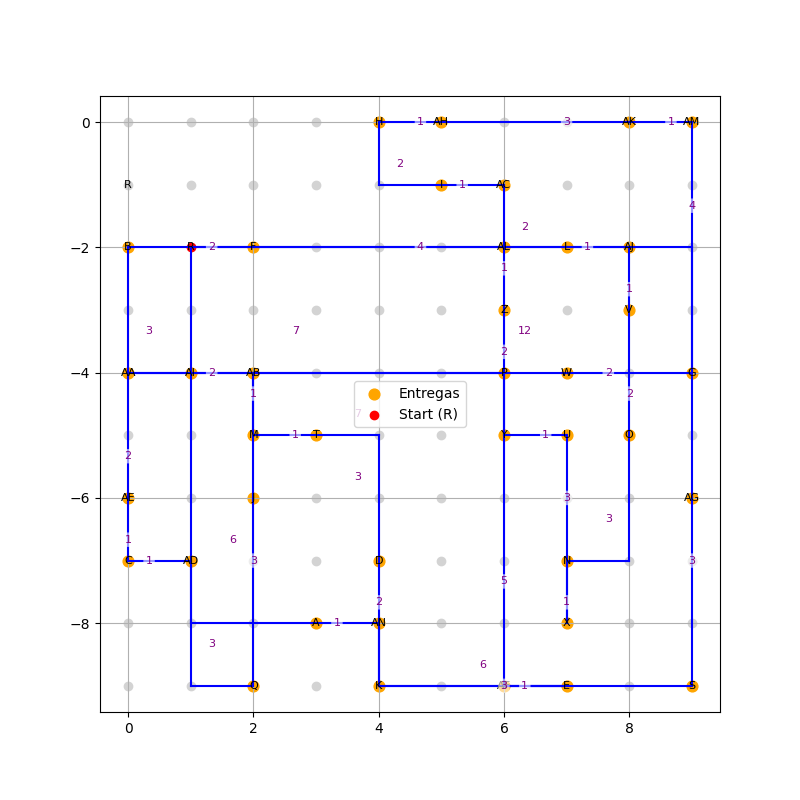 0
H
1
AH
3
AK
1
AM
2
R
I
1
AC
4
2
-2
B
2
F
4
AL
L
1
AJ
1
Z
V
1
3
7
12
2
-4
AA
AI
2
AB
W
2
G
1
2
7
Entregas
Start (R)
M
1
T
Y
1
U
O
2
3
-6
AE
J
3
AG
3
1
6
C
1
AD
3
D
N
3
5
2
1
-8
A
1
AN
X
3
6
K
3
1
E
S
0
2
4
6
8